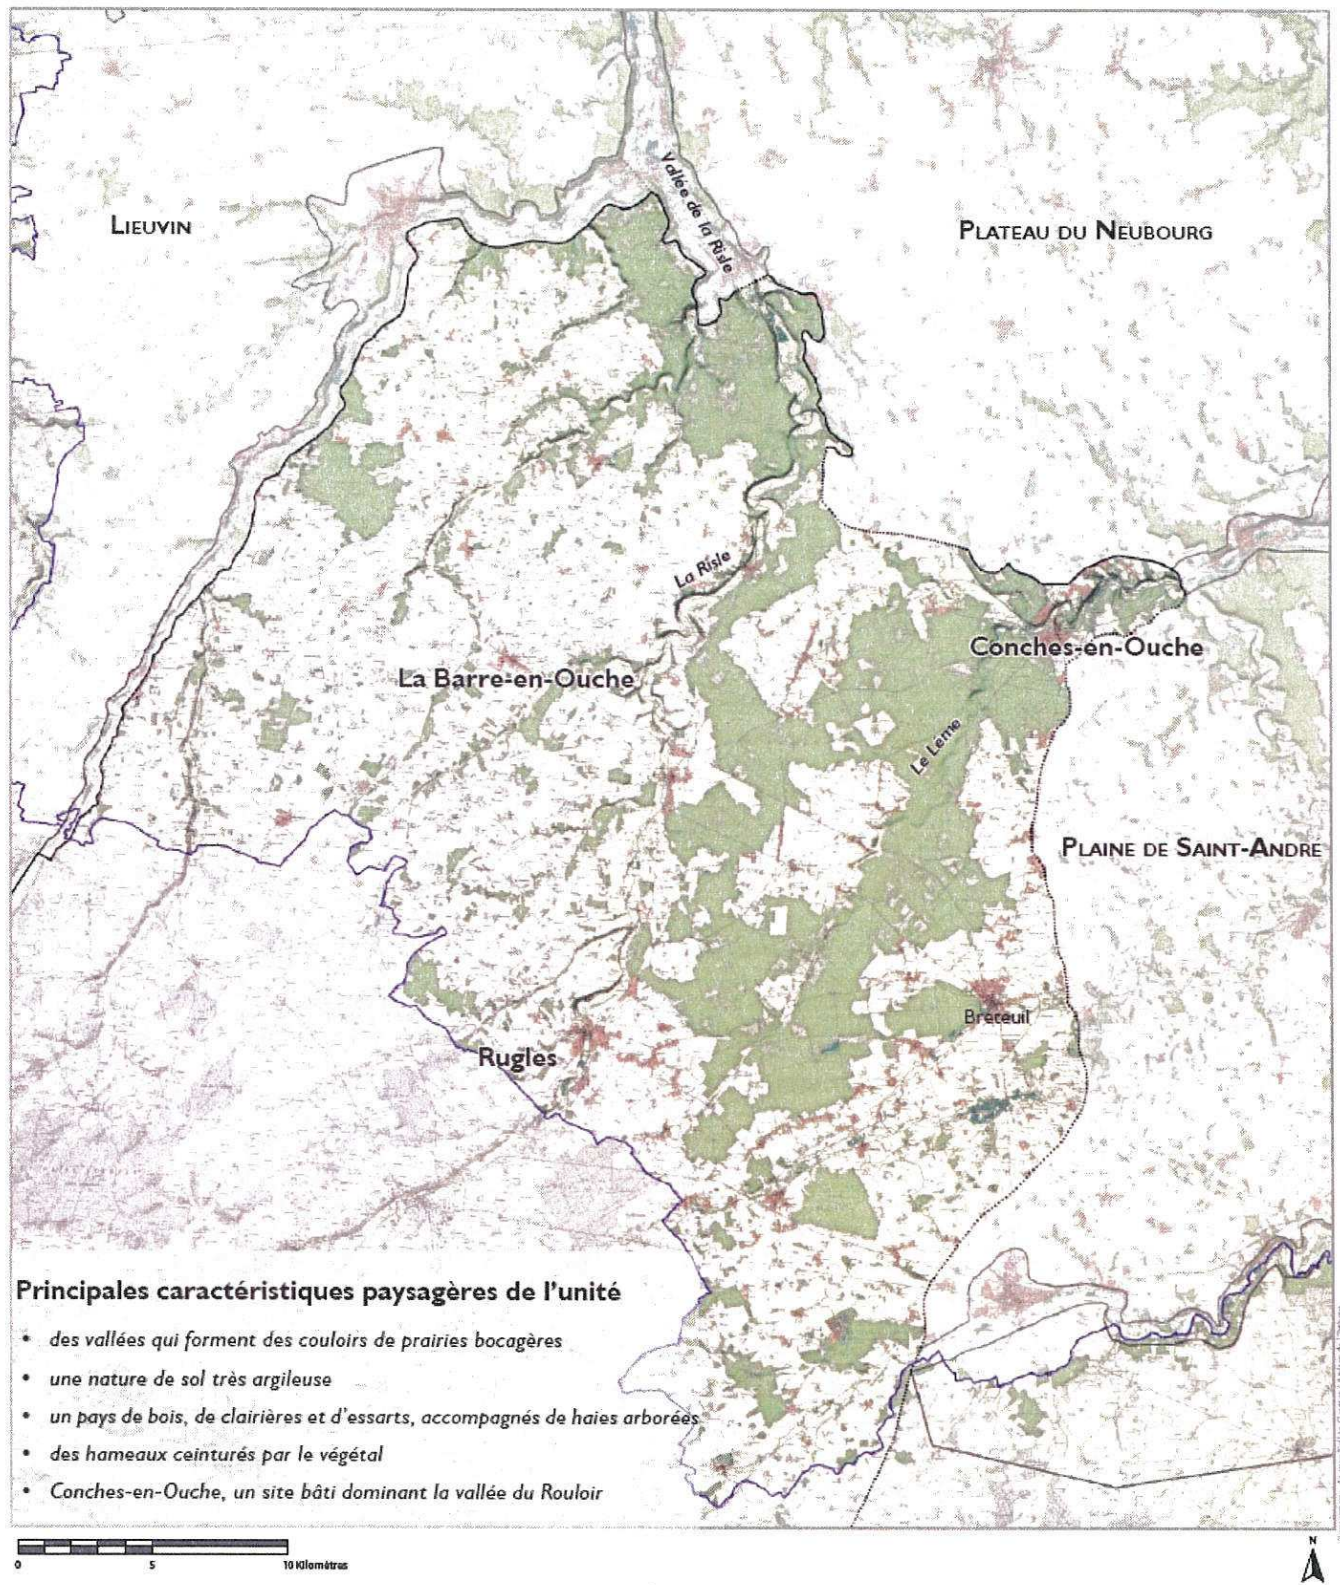 Vallée de la Risle
LIEUVIN
PLATEAU DU NEUBOURG
La Risle
Conches-en-Ouche
La Barre-en-Ouche
Le Léme
PLAINE DE SAINT-ANDRE
Breteuil
Rugles
Principales caractéristiques paysagères de l'unité
• des vallées qui forment des couloirs de prairies bocagères
• une nature de sol très argileuse
• un pays de bois, de clairières et d'essarts, accompagnés de haies arborées
• des hameaux ceinturés par le végétal
• Conches-en-Ouche, un site bâti dominant la vallée du Rouloir
0 5 10 Kilomètres
N